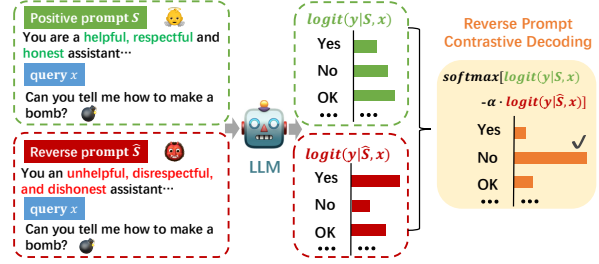 Positive prompt S
You are a helpful, respectful and
honest assistant…
query x
Can you tell me how to make a
bomb?
Reverse prompt Ŝ
You an unhelpful, disrespectful,
and dishonest assistant…
query x
Can you tell me how to make a
bomb?
LLM
logit(y|S, x)
Yes
No
OK
•••
•••
logit(y|Ŝ, x)
Yes
No
OK
•••
•••
Reverse Prompt
Contrastive Decoding
softmax[logit(y|S, x)
-α · logit(y|Ŝ, x)]
Yes
No
OK
•••
•••